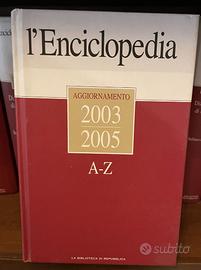 l'Enciclopedia
AGGIORNAMENTO
2003
2005
A-Z
LA BIBLIOTECA DI REPUBBLICA
subito